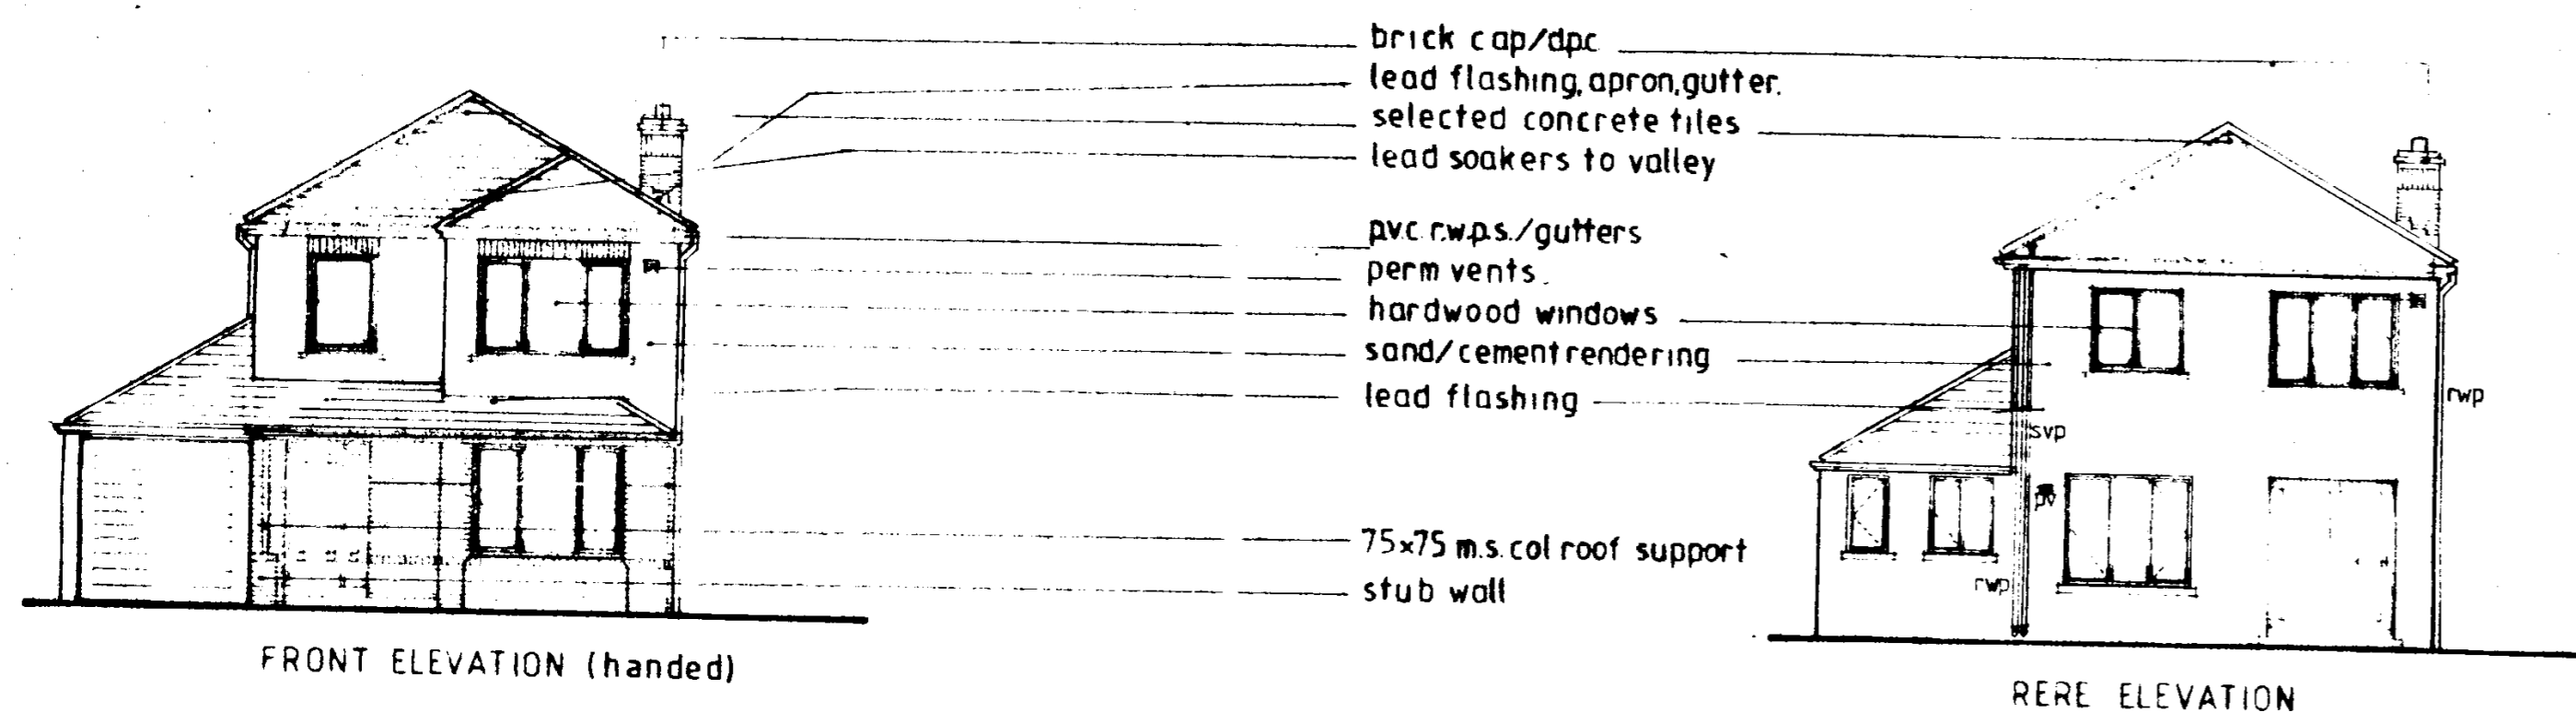 brick cap/dpc
lead flashing,apron,gutter.
selected concrete tiles
lead soakers to valley
pvc r.w.p.s./gutters
perm vents.
hardwood windows
sand/cement rendering
lead flashing
75x75 m.s. col roof support
stub wall
rwp
svp
pv
rwp
FRONT ELEVATION (handed)
RERE ELEVATION